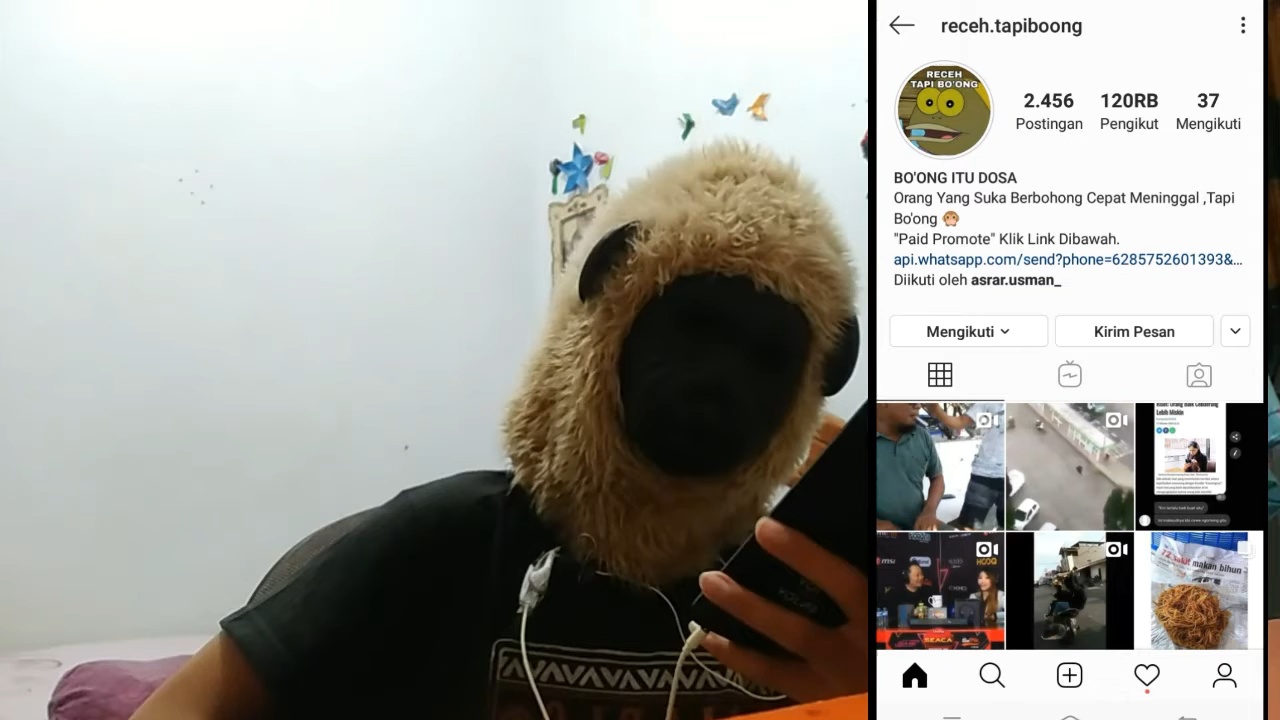 receh.tapiboong
RECEH
TAPI BO'ONG
2.456 120RB 37
Postingan Pengikut Mengikuti
BO'ONG ITU DOSA
Orang Yang Suka Berbohong Cepat Meninggal ,Tapi
Bo'ong 🙊
"Paid Promote" Klik Link Dibawah.
api.whatsapp.com/send?phone=6285752601393&...
Diikuti oleh asrar.usman_
Mengikuti Kirim Pesan
Lebih Miskin
makan bihun